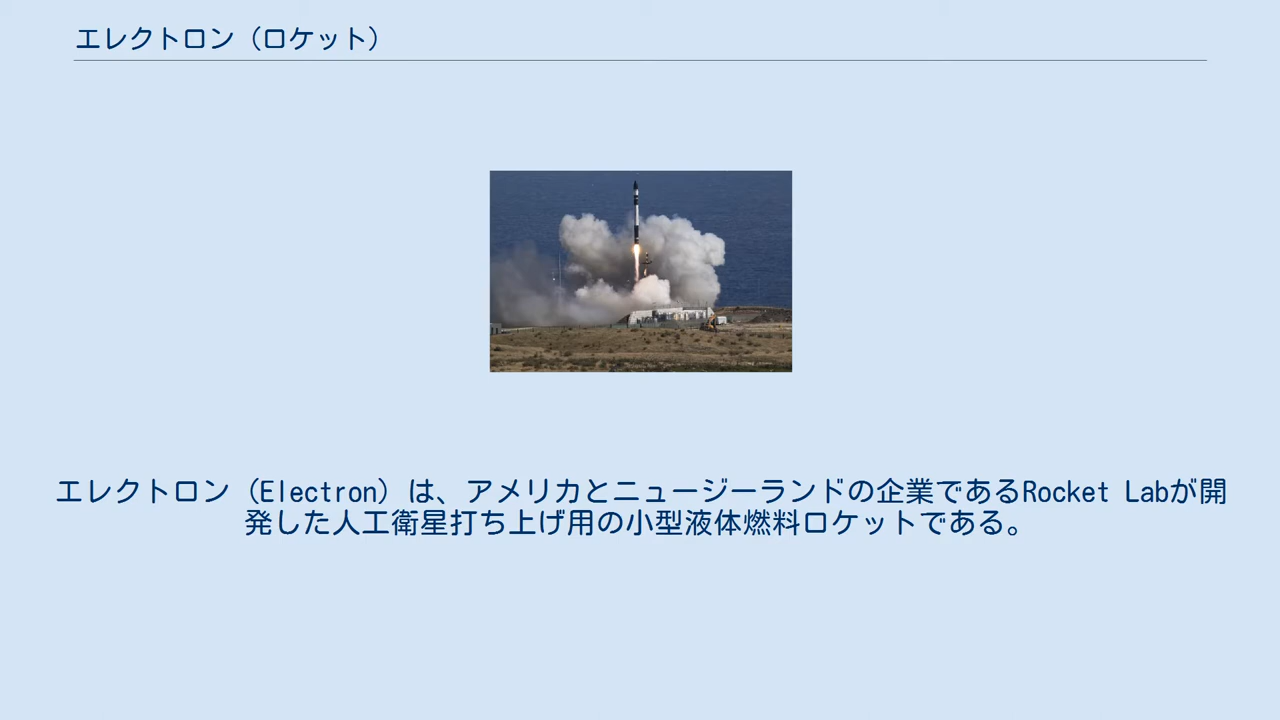 エレクトロン（ロケット）
エレクトロン（Electron）は、アメリカとニュージーランドの企業であるRocket Labが開
発した人工衛星打ち上げ用の小型液体燃料ロケットである。